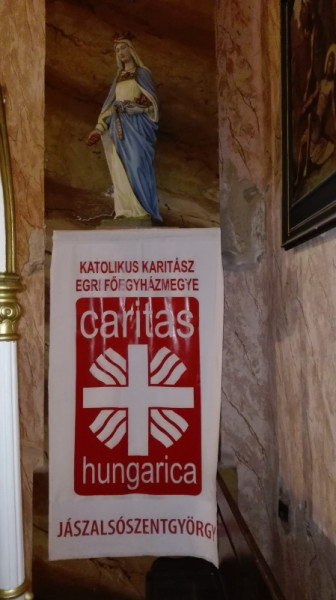 KATOLIKUS KARITÁSZ
EGRI FŐEGYHÁZMEGYE
caritas
hungarica
JÁSZALSÓSZENTGYÖRGY